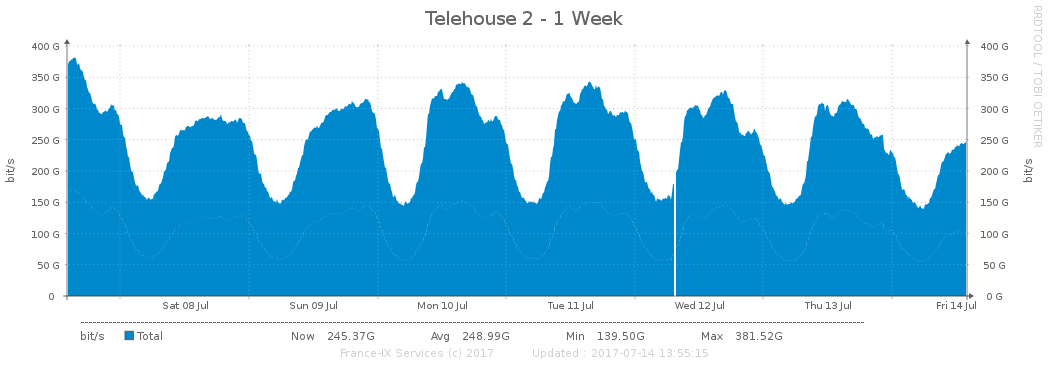 Telehouse 2 - 1 Week
RRDTOOL / TOBI OETIKER
400 G 400 G
350 G 350 G
300 G 300 G
250 G 250 G
200 G 200 G
150 G 150 G
100 G 100 G
50 G 50 G
0 0 G
bit/s bit/s
Sat 08 Jul Sun 09 Jul Mon 10 Jul Tue 11 Jul Wed 12 Jul Thu 13 Jul Fri 14 Jul
bit/s Total Now 245.37G Avg 248.99G Min 139.50G Max 381.52G
France-IX Services (c) 2017 Updated : 2017-07-14 13:55:15